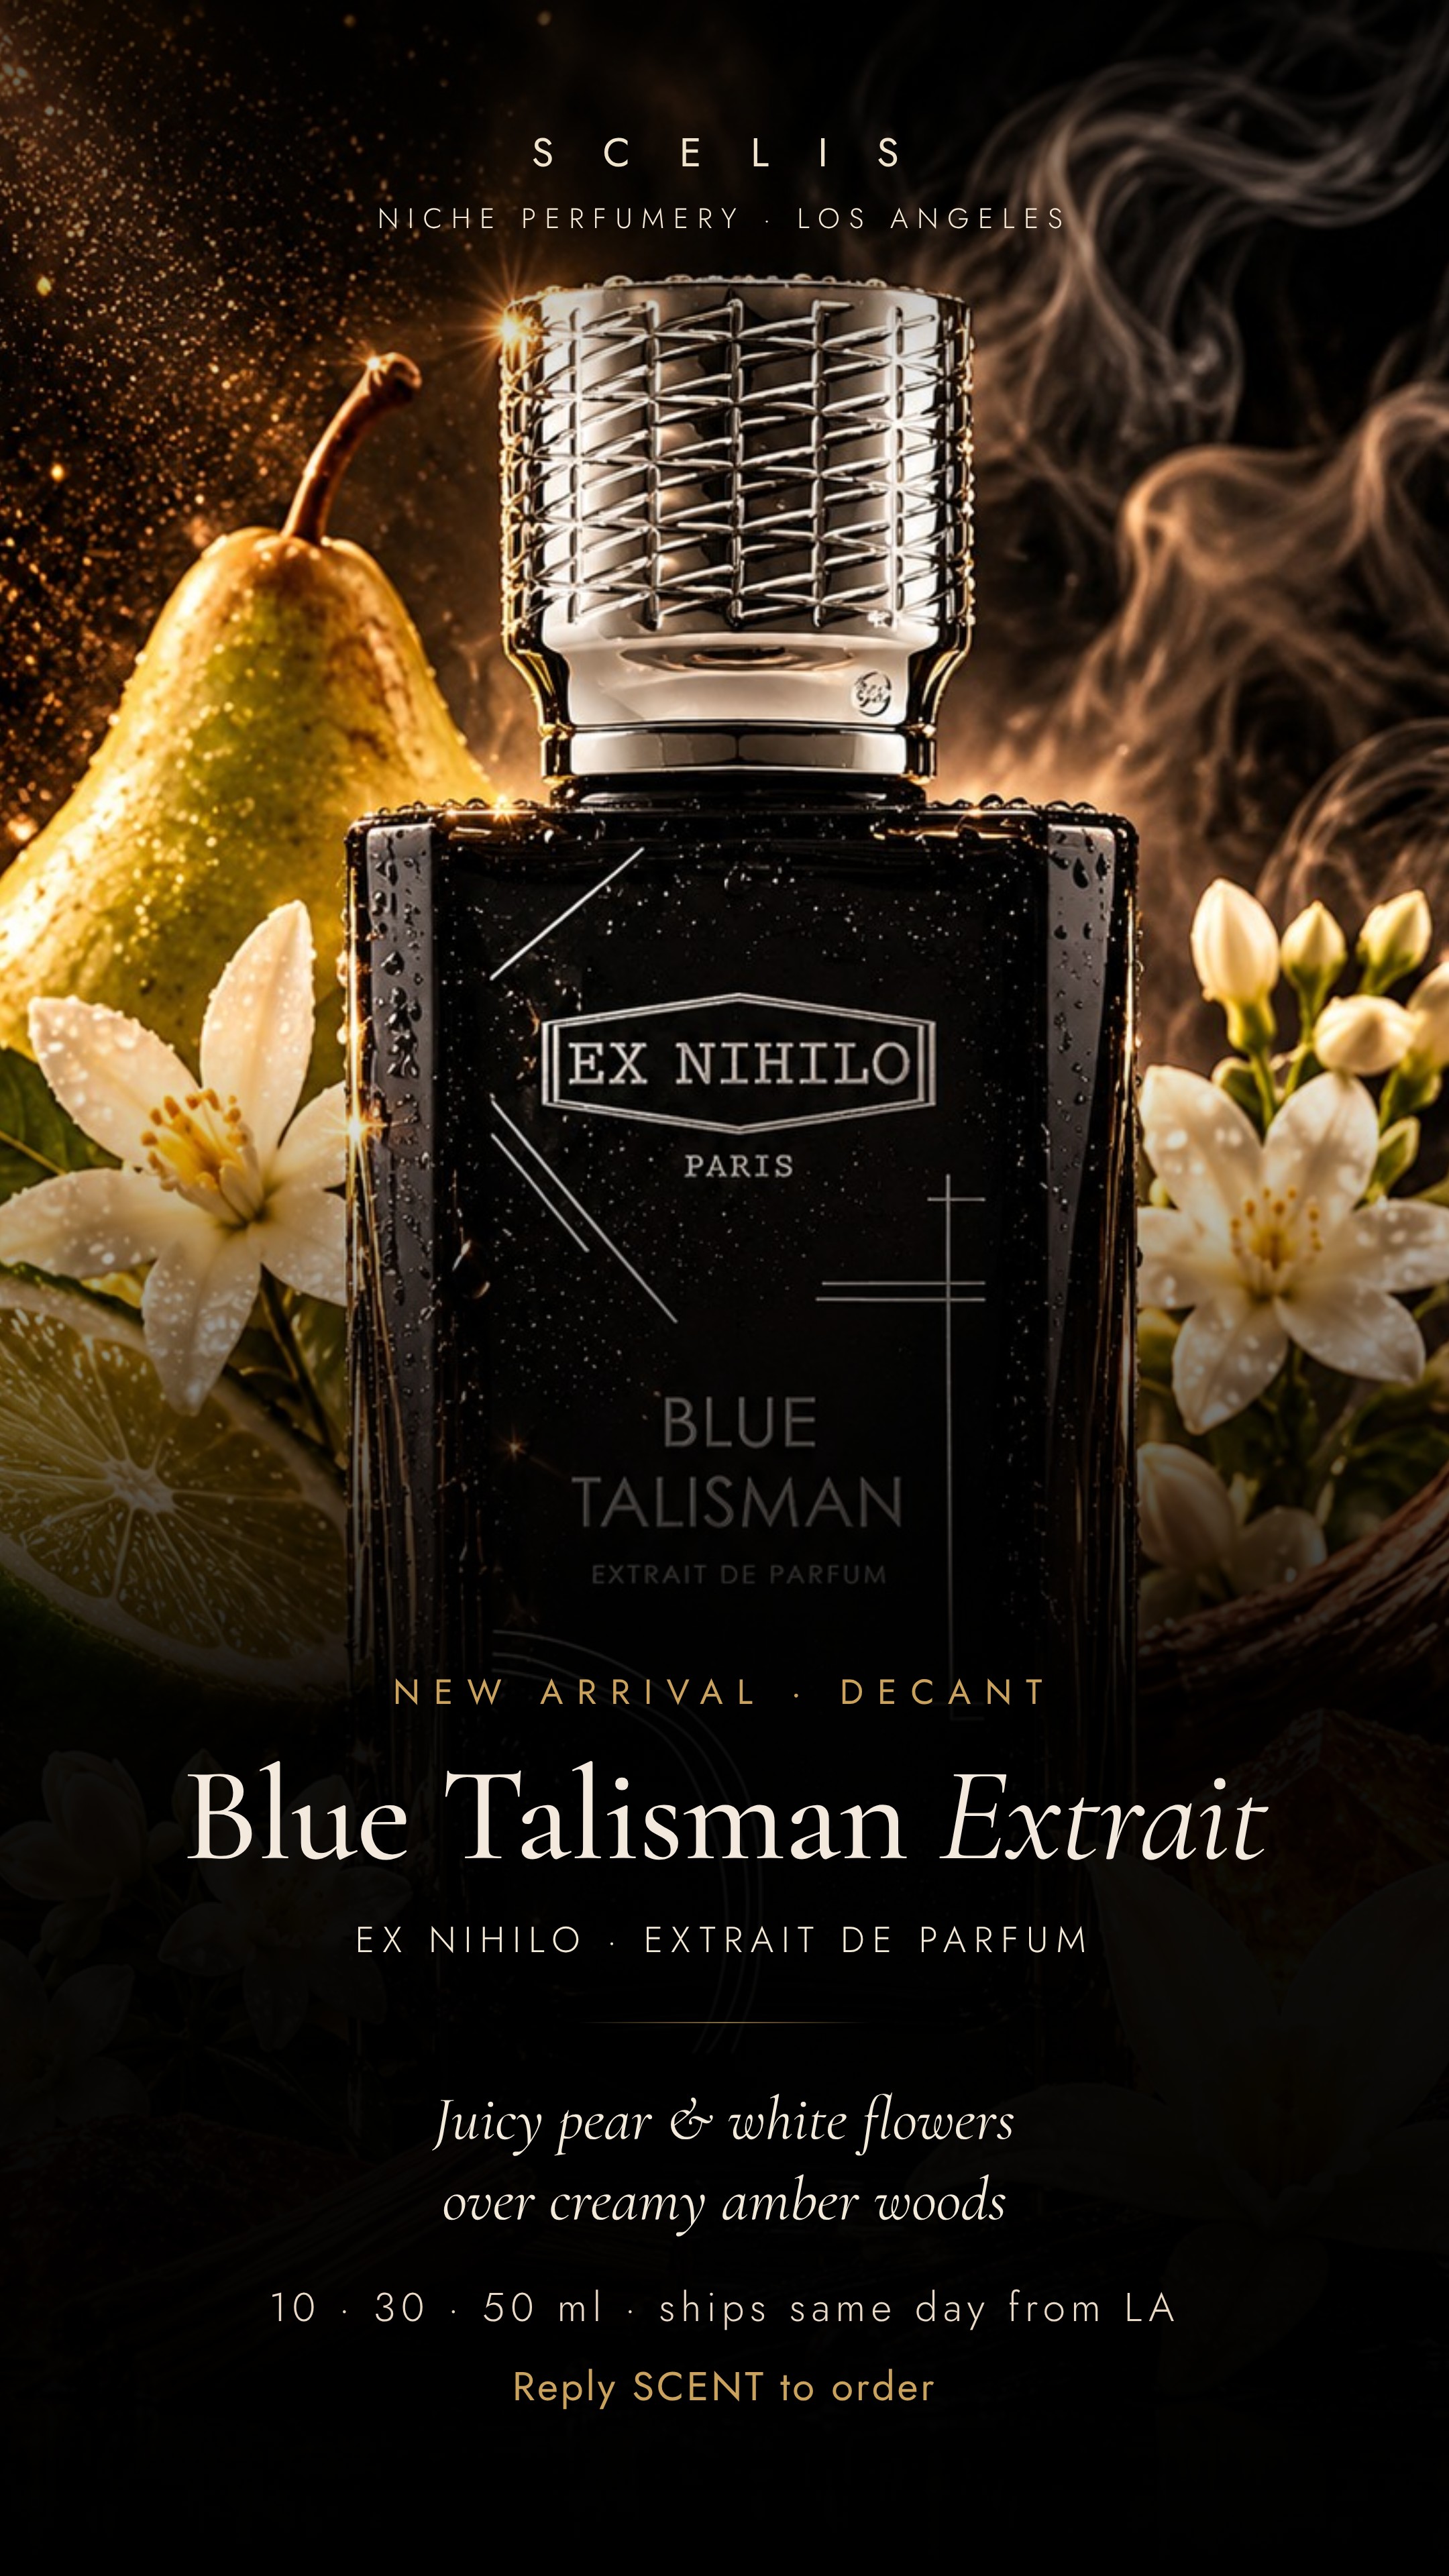 SCELIS
NICHE PERFUMERY · LOS ANGELES
EX NIHILO
PARIS
BLUE
TALISMAN
EXTRAIT DE PARFUM
NEW ARRIVAL · DECANT
Blue Talisman Extrait
EX NIHILO · EXTRAIT DE PARFUM
Juicy pear & white flowers
over creamy amber woods
10 · 30 · 50 ml · ships same day from LA
Reply SCENT to order